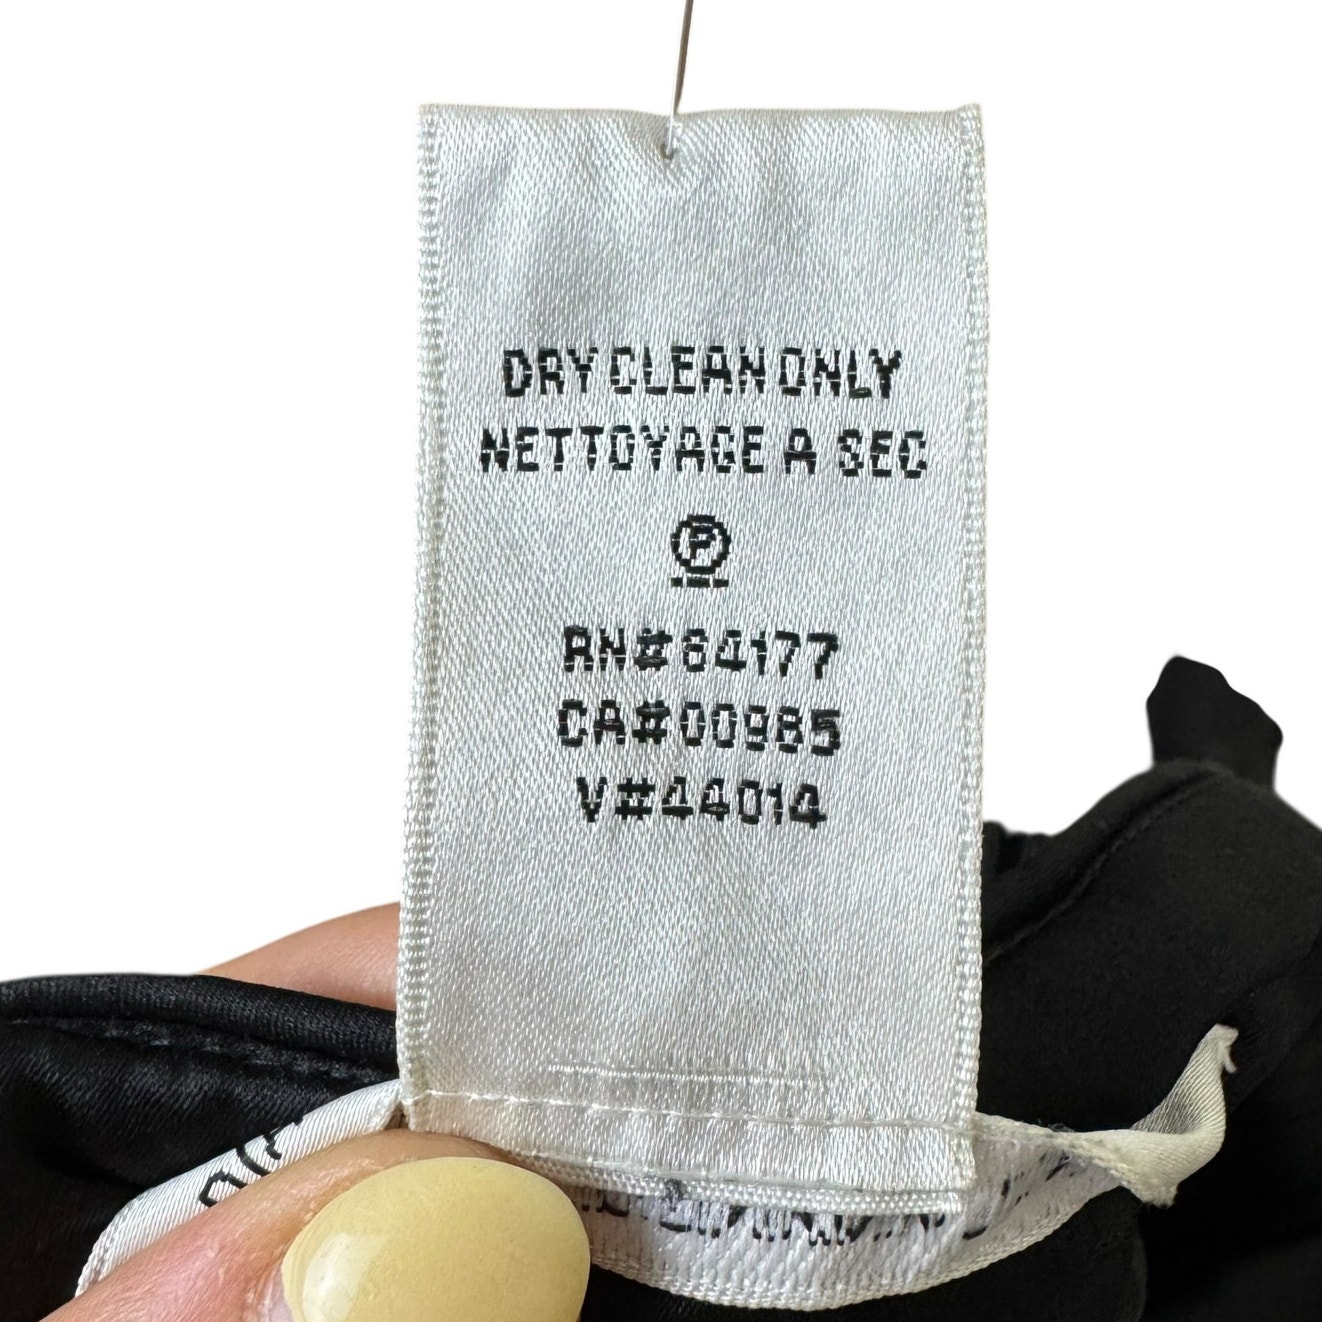 DRY CLEAN ONLY
NETTOYAGE A SEC
P
RN#64177
CA#00985
V#44014